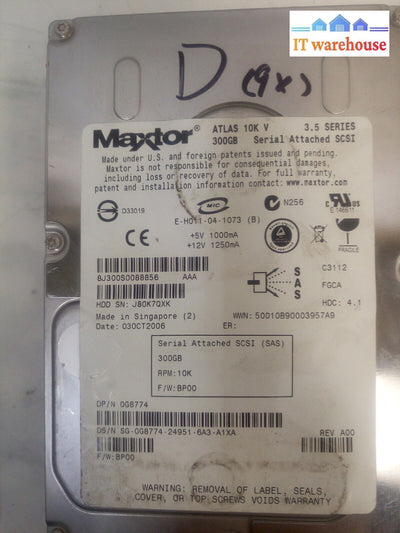 IT warehouse
D (9x)
Maxtor
ATLAS 10K V 3.5 SERIES
300GB Serial Attached SCSI
Made under U.S. and foreign patents issued and pending.
Maxtor is not responsible for consequential damages,
including loss or recovery of data. For full warranty,
patent and installation information contact www.maxtor.com
D33019
MIC
N256
E-H011-04-1073 (B)
+5V 1000mA
+12V 1250mA
CE
FRAGILE
8J300S0088856 AAA
SAS
C3112
FGCA
HDC: 4.1
HDD SN: J80K7QXK
WWN: 50010B90003957A9
Made in Singapore (2)
Date: 03OCT2006 ER:
Serial Attached SCSI (SAS)
300GB
RPM:10K
F/W:BP00
DP/N 0G8774
DS/N SG-0G8774-24951-6A3-A1XA
REV A00
F/W:BP00
WARNING: REMOVAL OF LABEL, SEALS,
COVER, OR TOP SCREWS VOIDS WARRANTY